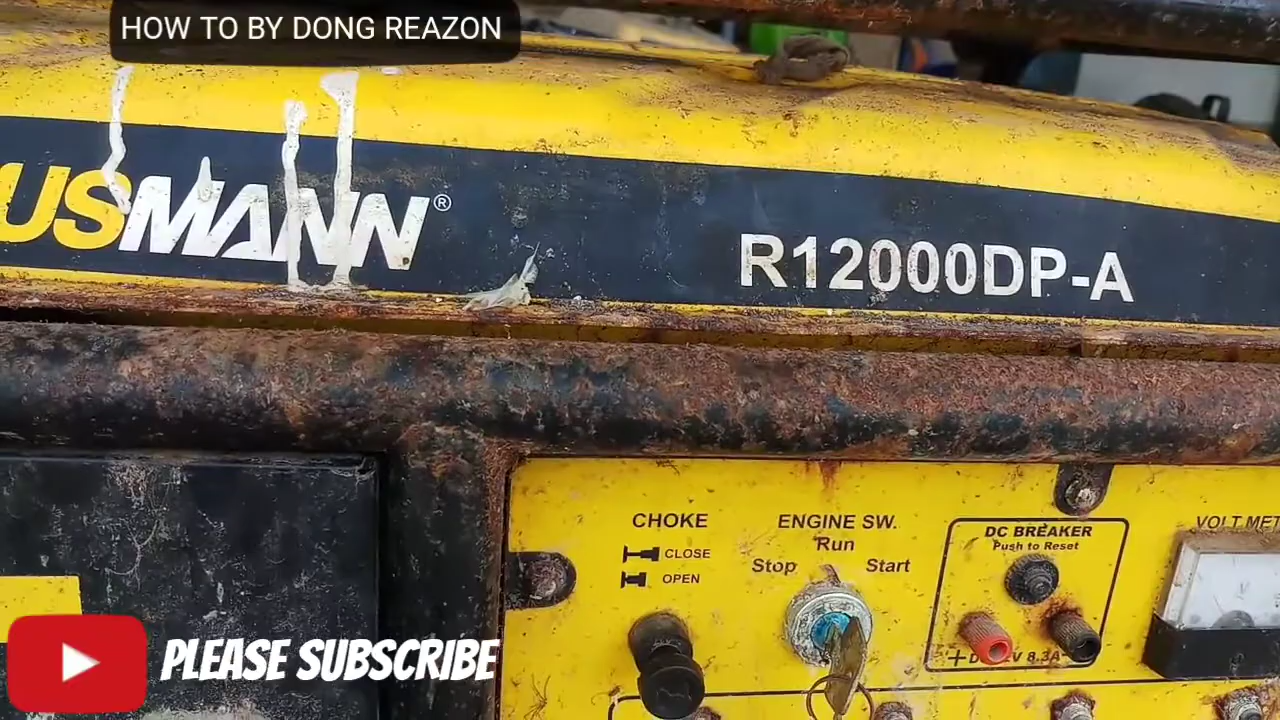 HOW TO BY DONG REAZON
USMANN®
R12000DP-A
CHOKE
CLOSE
OPEN
ENGINE SW.
Run
Stop Start
DC BREAKER
Push to Reset
8.3A
VOLT MET
PLEASE SUBSCRIBE